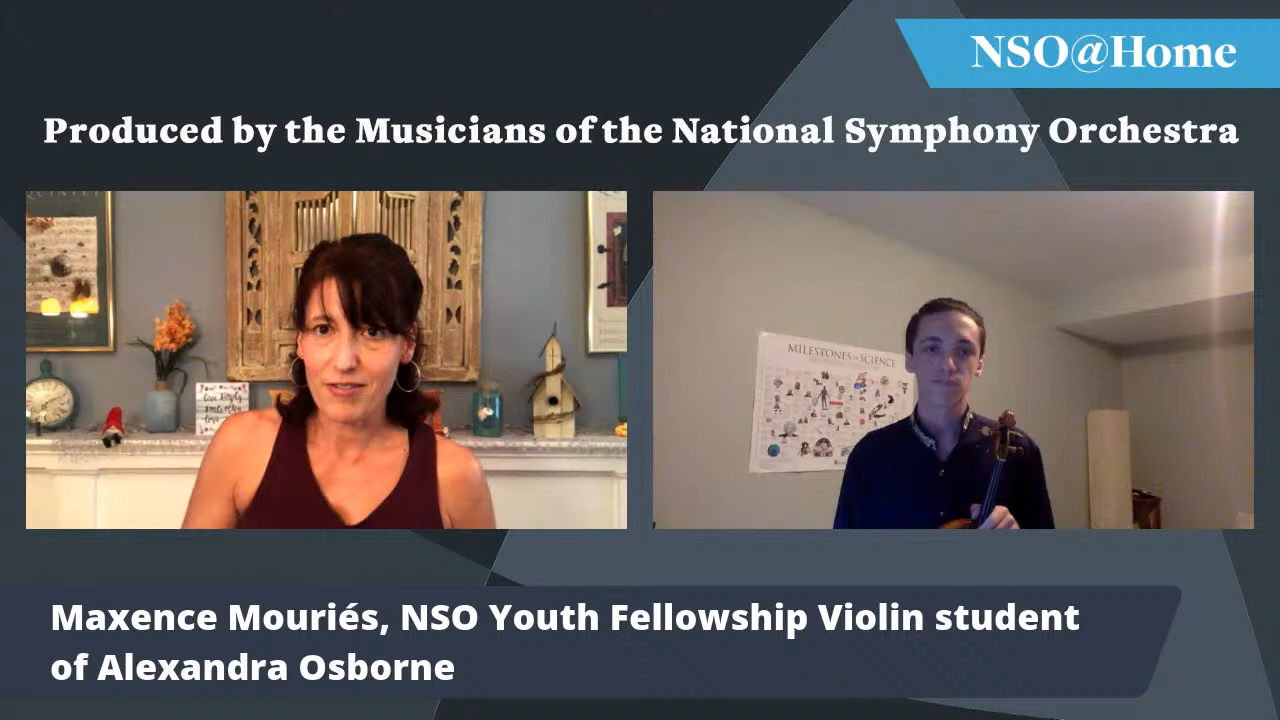 NSO@Home
Produced by the Musicians of the National Symphony Orchestra
MILESTONES OF SCIENCE
Maxence Mouriés, NSO Youth Fellowship Violin student
of Alexandra Osborne